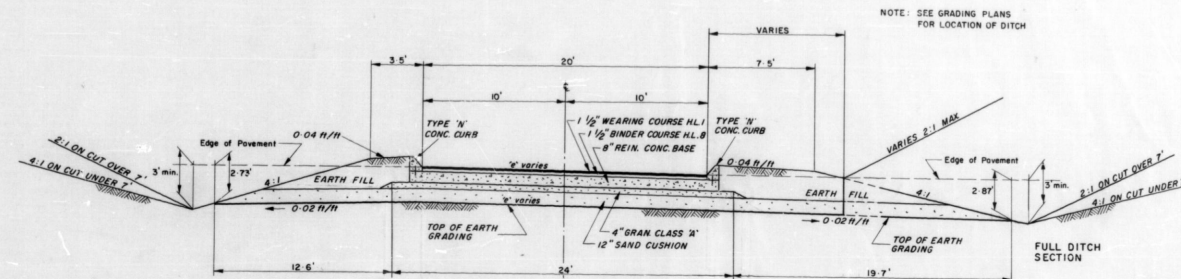 NOTE: SEE GRADING PLANS
FOR LOCATION OF DITCH
VARIES
3·5'
20'
7·5'
10'
10'
TYPE 'N'
CONC. CURB
1 1/2" WEARING COURSE H.L.1
1 1/2" BINDER COURSE H.L.8
8" REIN. CONC. BASE
TYPE 'N'
CONC. CURB
VARIES 2:1 MAX
2:1 ON CUT OVER 7'
4:1 ON CUT UNDER 7'
Edge of Pavement
0·04 ft/ft
3' min.
2·73'
4:1
EARTH FILL
'e' varies
0·04 ft/ft
EARTH FILL
4:1
Edge of Pavement
2·87'
3' min.
2:1 ON CUT OVER 7'
4:1 ON CUT UNDER
0·02 ft/ft
'e' varies
0·02 ft/ft
TOP OF EARTH
GRADING
4" GRAN. CLASS 'A'
12" SAND CUSHION
TOP OF EARTH
GRADING
FULL DITCH
SECTION
12·6'
24'
19·7'